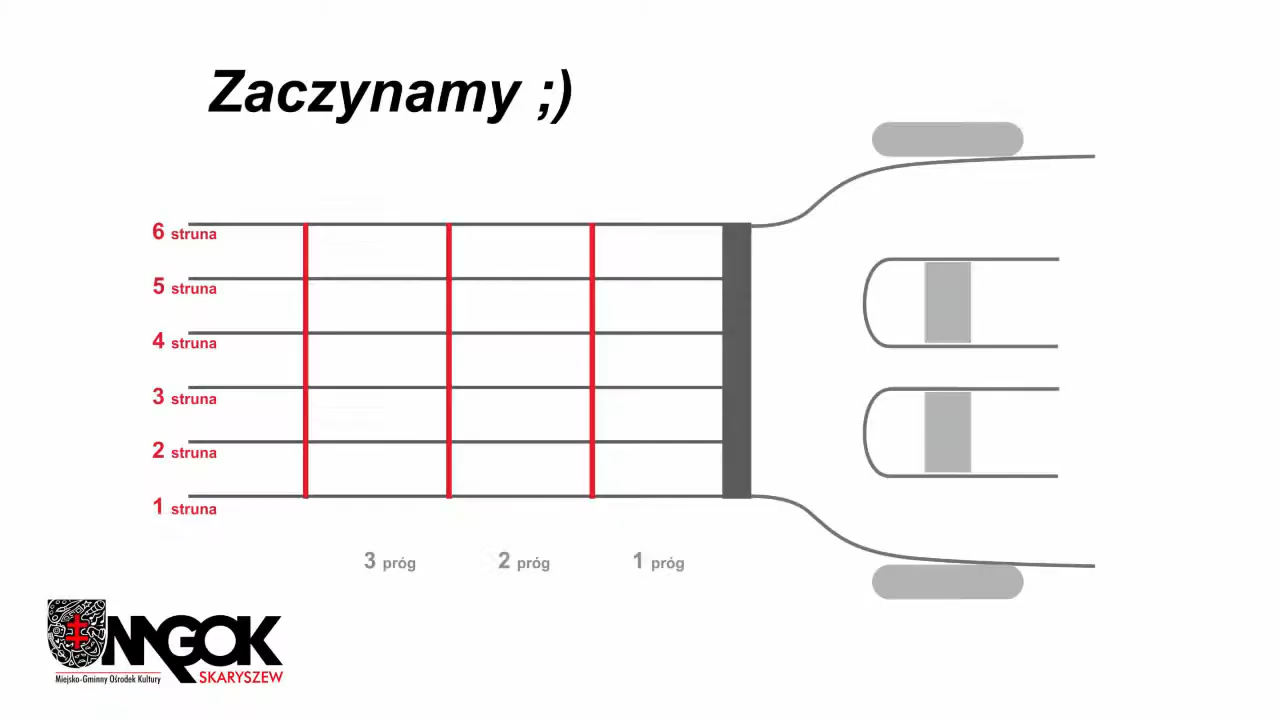 Zaczynamy ;)
6 struna
5 struna
4 struna
3 struna
2 struna
1 struna
3 próg 2 próg 1 próg
MGOK
SKARYSZEW
Miejsko-Gminny Ośrodek Kultury